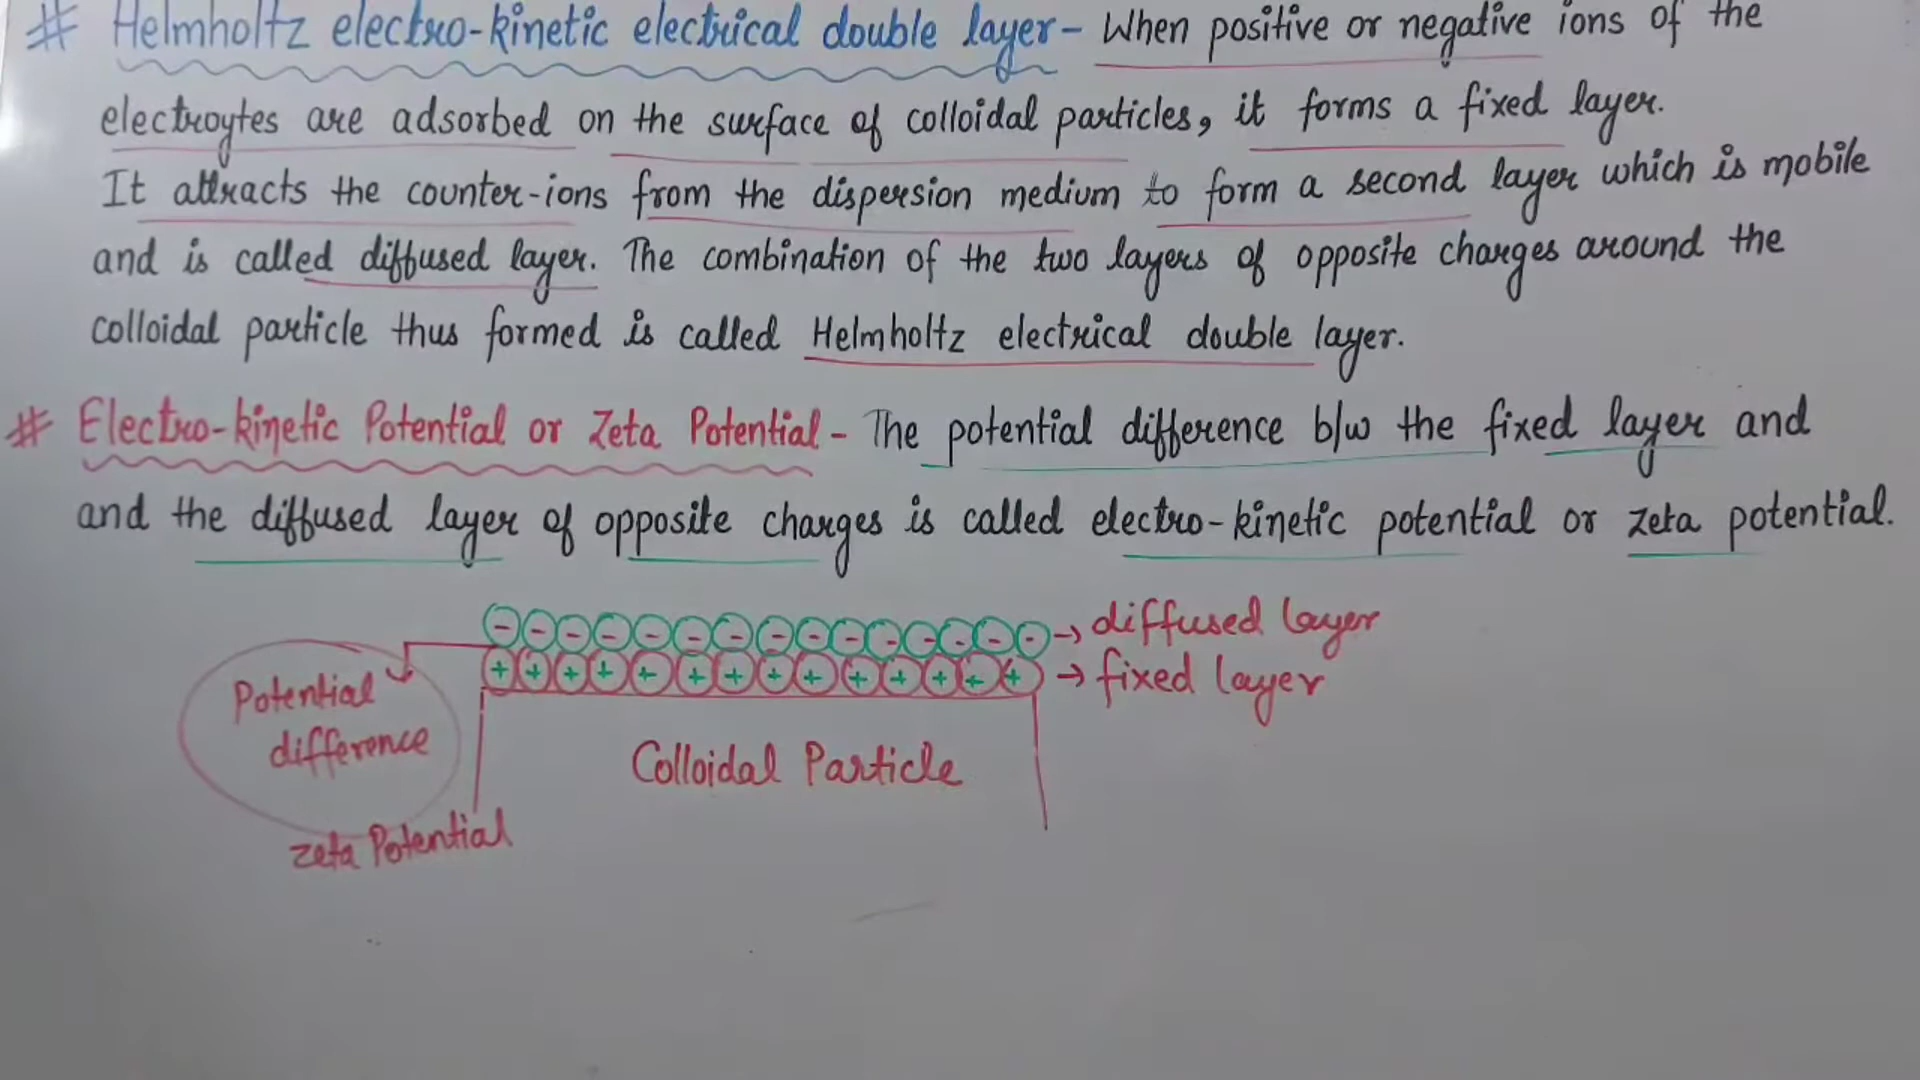 # Helmholtz electro-kinetic electrical double layer- When positive or negative ions of the
electroytes are adsorbed on the surface of colloidal particles, it forms a fixed layer.
It attracts the counter-ions from the dispersion medium to form a second layer which is mobile
and is called diffused layer. The combination of the two layers of opposite charges around the
colloidal particle thus formed is called Helmholtz electrical double layer.
# Electro-kinetic Potential or Zeta Potential- The potential difference b/w the fixed layer and
and the diffused layer of opposite charges is called electro-kinetic potential or zeta potential.
- - - - - - - - - - - - - - → diffused layer
+ + + + + + + + + + + + + + → fixed layer
Potential
difference
Colloidal Particle
zeta Potential